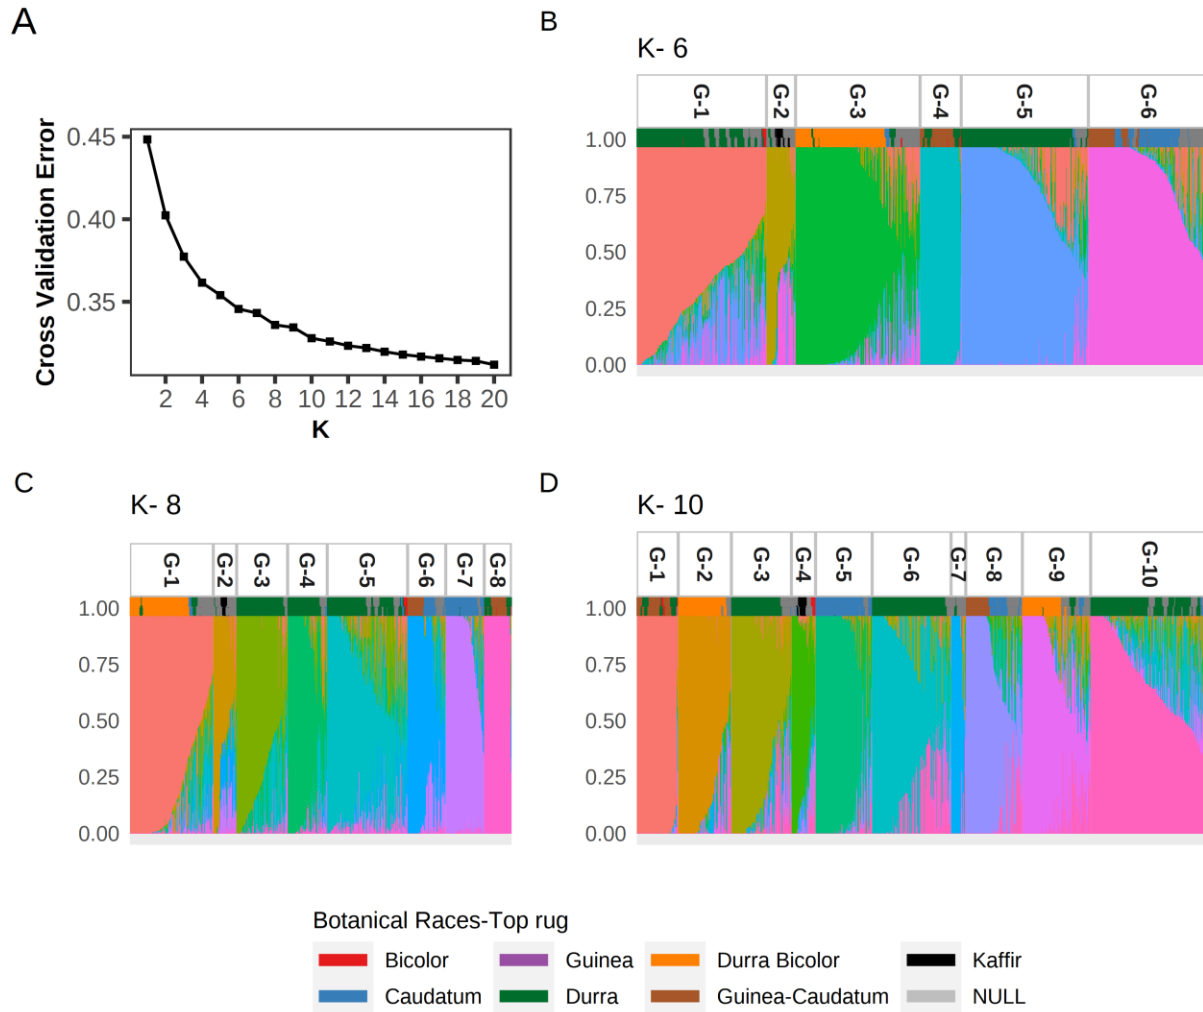 A
Cross Validation Error
0.45
0.40
0.35
2 4 6 8 10 12 14 16 18 20
K
B
K- 6
G-1 G-2 G-3 G-4 G-5 G-6
1.00
0.75
0.50
0.25
0.00
C
K- 8
G-1 G-2 G-3 G-4 G-5 G-6 G-7 G-8
1.00
0.75
0.50
0.25
0.00
D
K- 10
G-1 G-2 G-3 G-4 G-5 G-6 G-7 G-8 G-9 G-10
1.00
0.75
0.50
0.25
0.00
Botanical Races-Top rug
Bicolor Guinea Durra Bicolor Kaffir
Caudatum Durra Guinea-Caudatum NULL